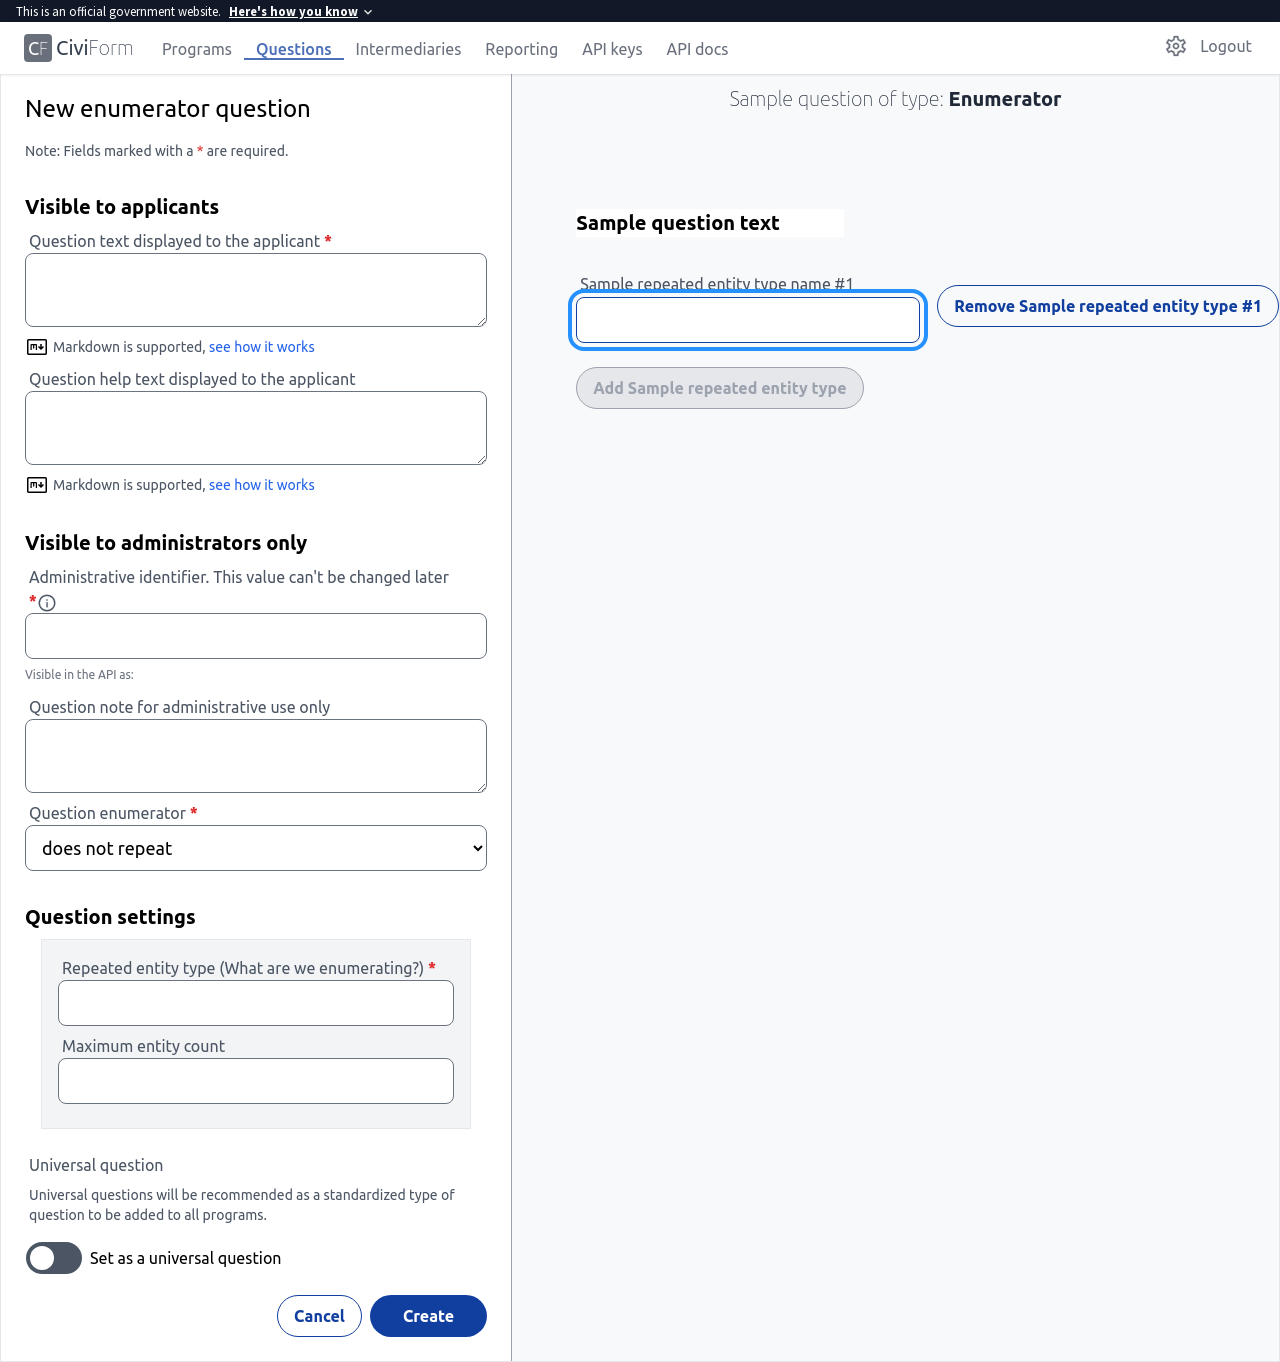 This is an official government website. Here's how you know
CF CiviForm Programs Questions Intermediaries Reporting API keys API docs Logout
New enumerator question
Note: Fields marked with a * are required.
Visible to applicants
Question text displayed to the applicant *
Markdown is supported, see how it works
Question help text displayed to the applicant
Markdown is supported, see how it works
Visible to administrators only
Administrative identifier. This value can't be changed later
*
Visible in the API as:
Question note for administrative use only
Question enumerator *
does not repeat
Question settings
Repeated entity type (What are we enumerating?) *
Maximum entity count
Universal question
Universal questions will be recommended as a standardized type of
question to be added to all programs.
Set as a universal question
Cancel Create
Sample question of type: Enumerator
Sample question text
Sample repeated entity type name #1
Remove Sample repeated entity type #1
Add Sample repeated entity type